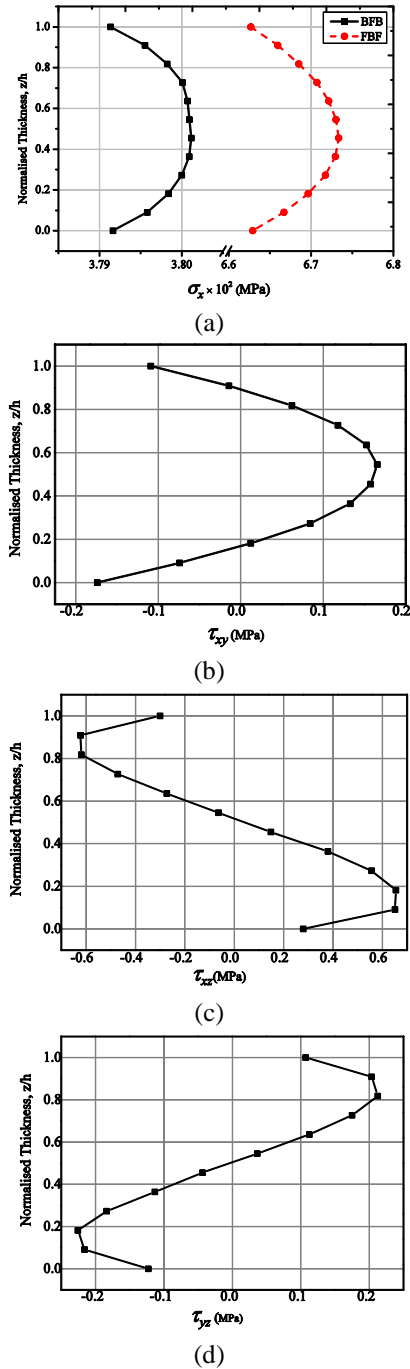 BFB
FBF
1.0
0.8
0.6
0.4
0.2
0.0
Normalised Thickness, z/h
3.79 3.80 6.6 6.7 6.8
σx × 10² (MPa)
(a)
1.0
0.8
0.6
0.4
0.2
0.0
Normalised Thickness, z/h
-0.2 -0.1 0.0 0.1 0.2
τxy (MPa)
(b)
1.0
0.8
0.6
0.4
0.2
0.0
Normalised Thickness, z/h
-0.6 -0.4 -0.2 0.0 0.2 0.4 0.6
τxz (MPa)
(c)
1.0
0.8
0.6
0.4
0.2
0.0
Normalised Thickness, z/h
-0.2 -0.1 0.0 0.1 0.2
τyz (MPa)
(d)